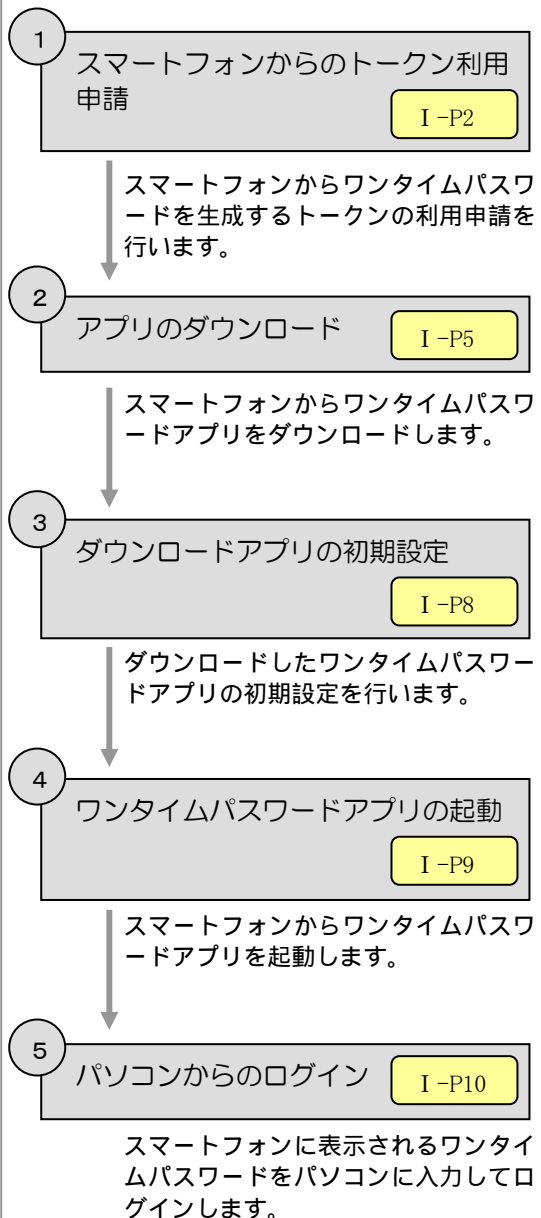 1
スマートフォンからのトークン利用
申請
Ⅰ-P2
スマートフォンからワンタイムパスワ
ードを生成するトークンの利用申請を
行います。
2
アプリのダウンロード
Ⅰ-P5
スマートフォンからワンタイムパスワ
ードアプリをダウンロードします。
3
ダウンロードアプリの初期設定
Ⅰ-P8
ダウンロードしたワンタイムパスワー
ドアプリの初期設定を行います。
4
ワンタイムパスワードアプリの起動
Ⅰ-P9
スマートフォンからワンタイムパスワ
ードアプリを起動します。
5
パソコンからのログイン
Ⅰ-P10
スマートフォンに表示されるワンタイ
ムパスワードをパソコンに入力してロ
グインします。